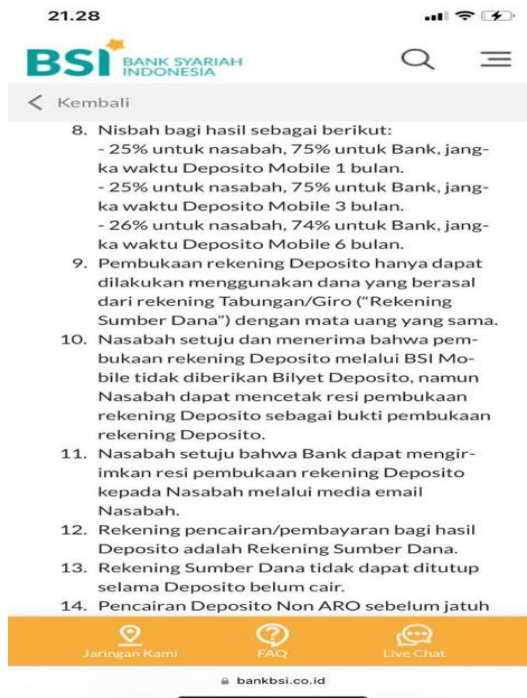 21.28
BSI BANK SYARIAH
INDONESIA
Kembali
8. Nisbah bagi hasil sebagai berikut:
- 25% untuk nasabah, 75% untuk Bank, jang-
ka waktu Deposito Mobile 1 bulan.
- 25% untuk nasabah, 75% untuk Bank, jang-
ka waktu Deposito Mobile 3 bulan.
- 26% untuk nasabah, 74% untuk Bank, jang-
ka waktu Deposito Mobile 6 bulan.
9. Pembukaan rekening Deposito hanya dapat
dilakukan menggunakan dana yang berasal
dari rekening Tabungan/Giro (“Rekening
Sumber Dana”) dengan mata uang yang sama.
10. Nasabah setuju dan menerima bahwa pem-
bukaan rekening Deposito melalui BSI Mo-
bile tidak diberikan Bilyet Deposito, namun
Nasabah dapat mencetak resi pembukaan
rekening Deposito sebagai bukti pembukaan
rekening Deposito.
11. Nasabah setuju bahwa Bank dapat mengir-
imkan resi pembukaan rekening Deposito
kepada Nasabah melalui media email
Nasabah.
12. Rekening pencairan/pembayaran bagi hasil
Deposito adalah Rekening Sumber Dana.
13. Rekening Sumber Dana tidak dapat ditutup
selama Deposito belum cair.
14. Pencairan Deposito Non ARO sebelum jatuh
Jaringan Kami
FAQ
Live Chat
bankbsi.co.id